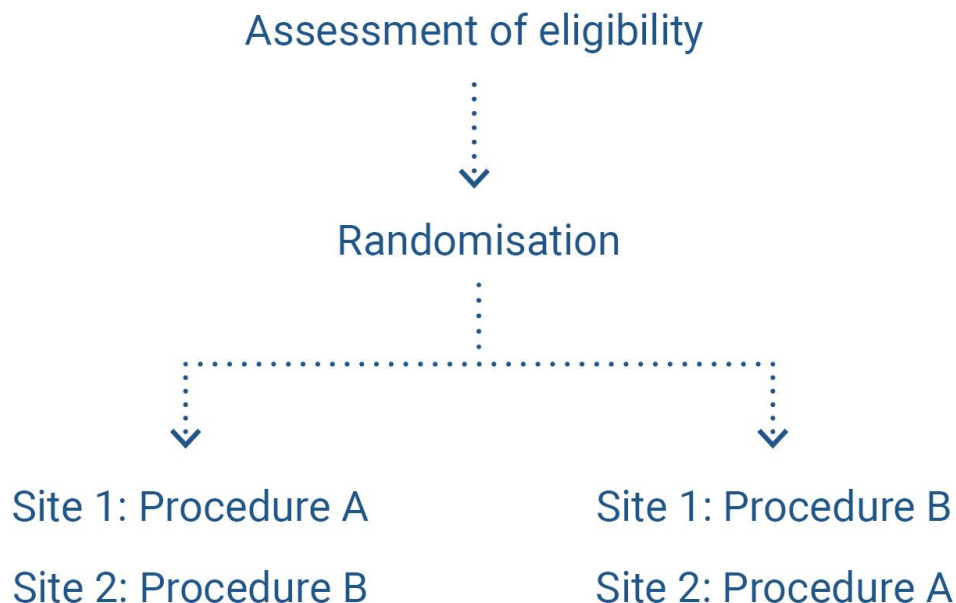 Assessment of eligibility
Randomisation
Site 1: Procedure A
Site 2: Procedure B
Site 1: Procedure B
Site 2: Procedure A